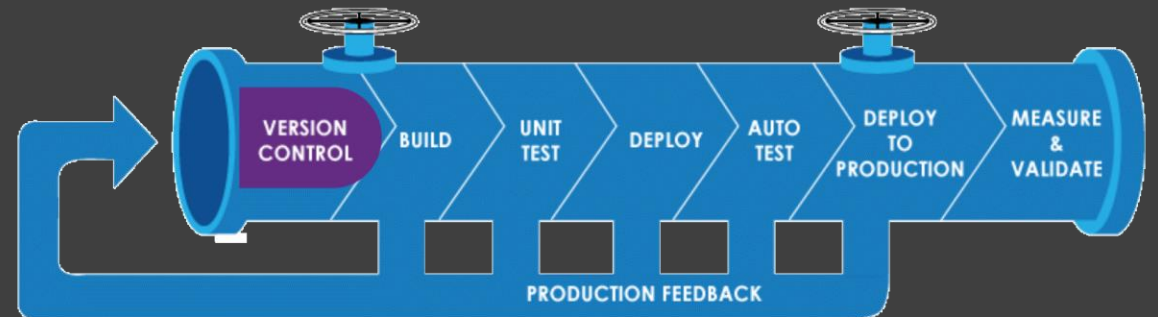 VERSION
CONTROL
BUILD
UNIT
TEST
DEPLOY
AUTO
TEST
DEPLOY
TO
PRODUCTION
MEASURE
&
VALIDATE
PRODUCTION FEEDBACK